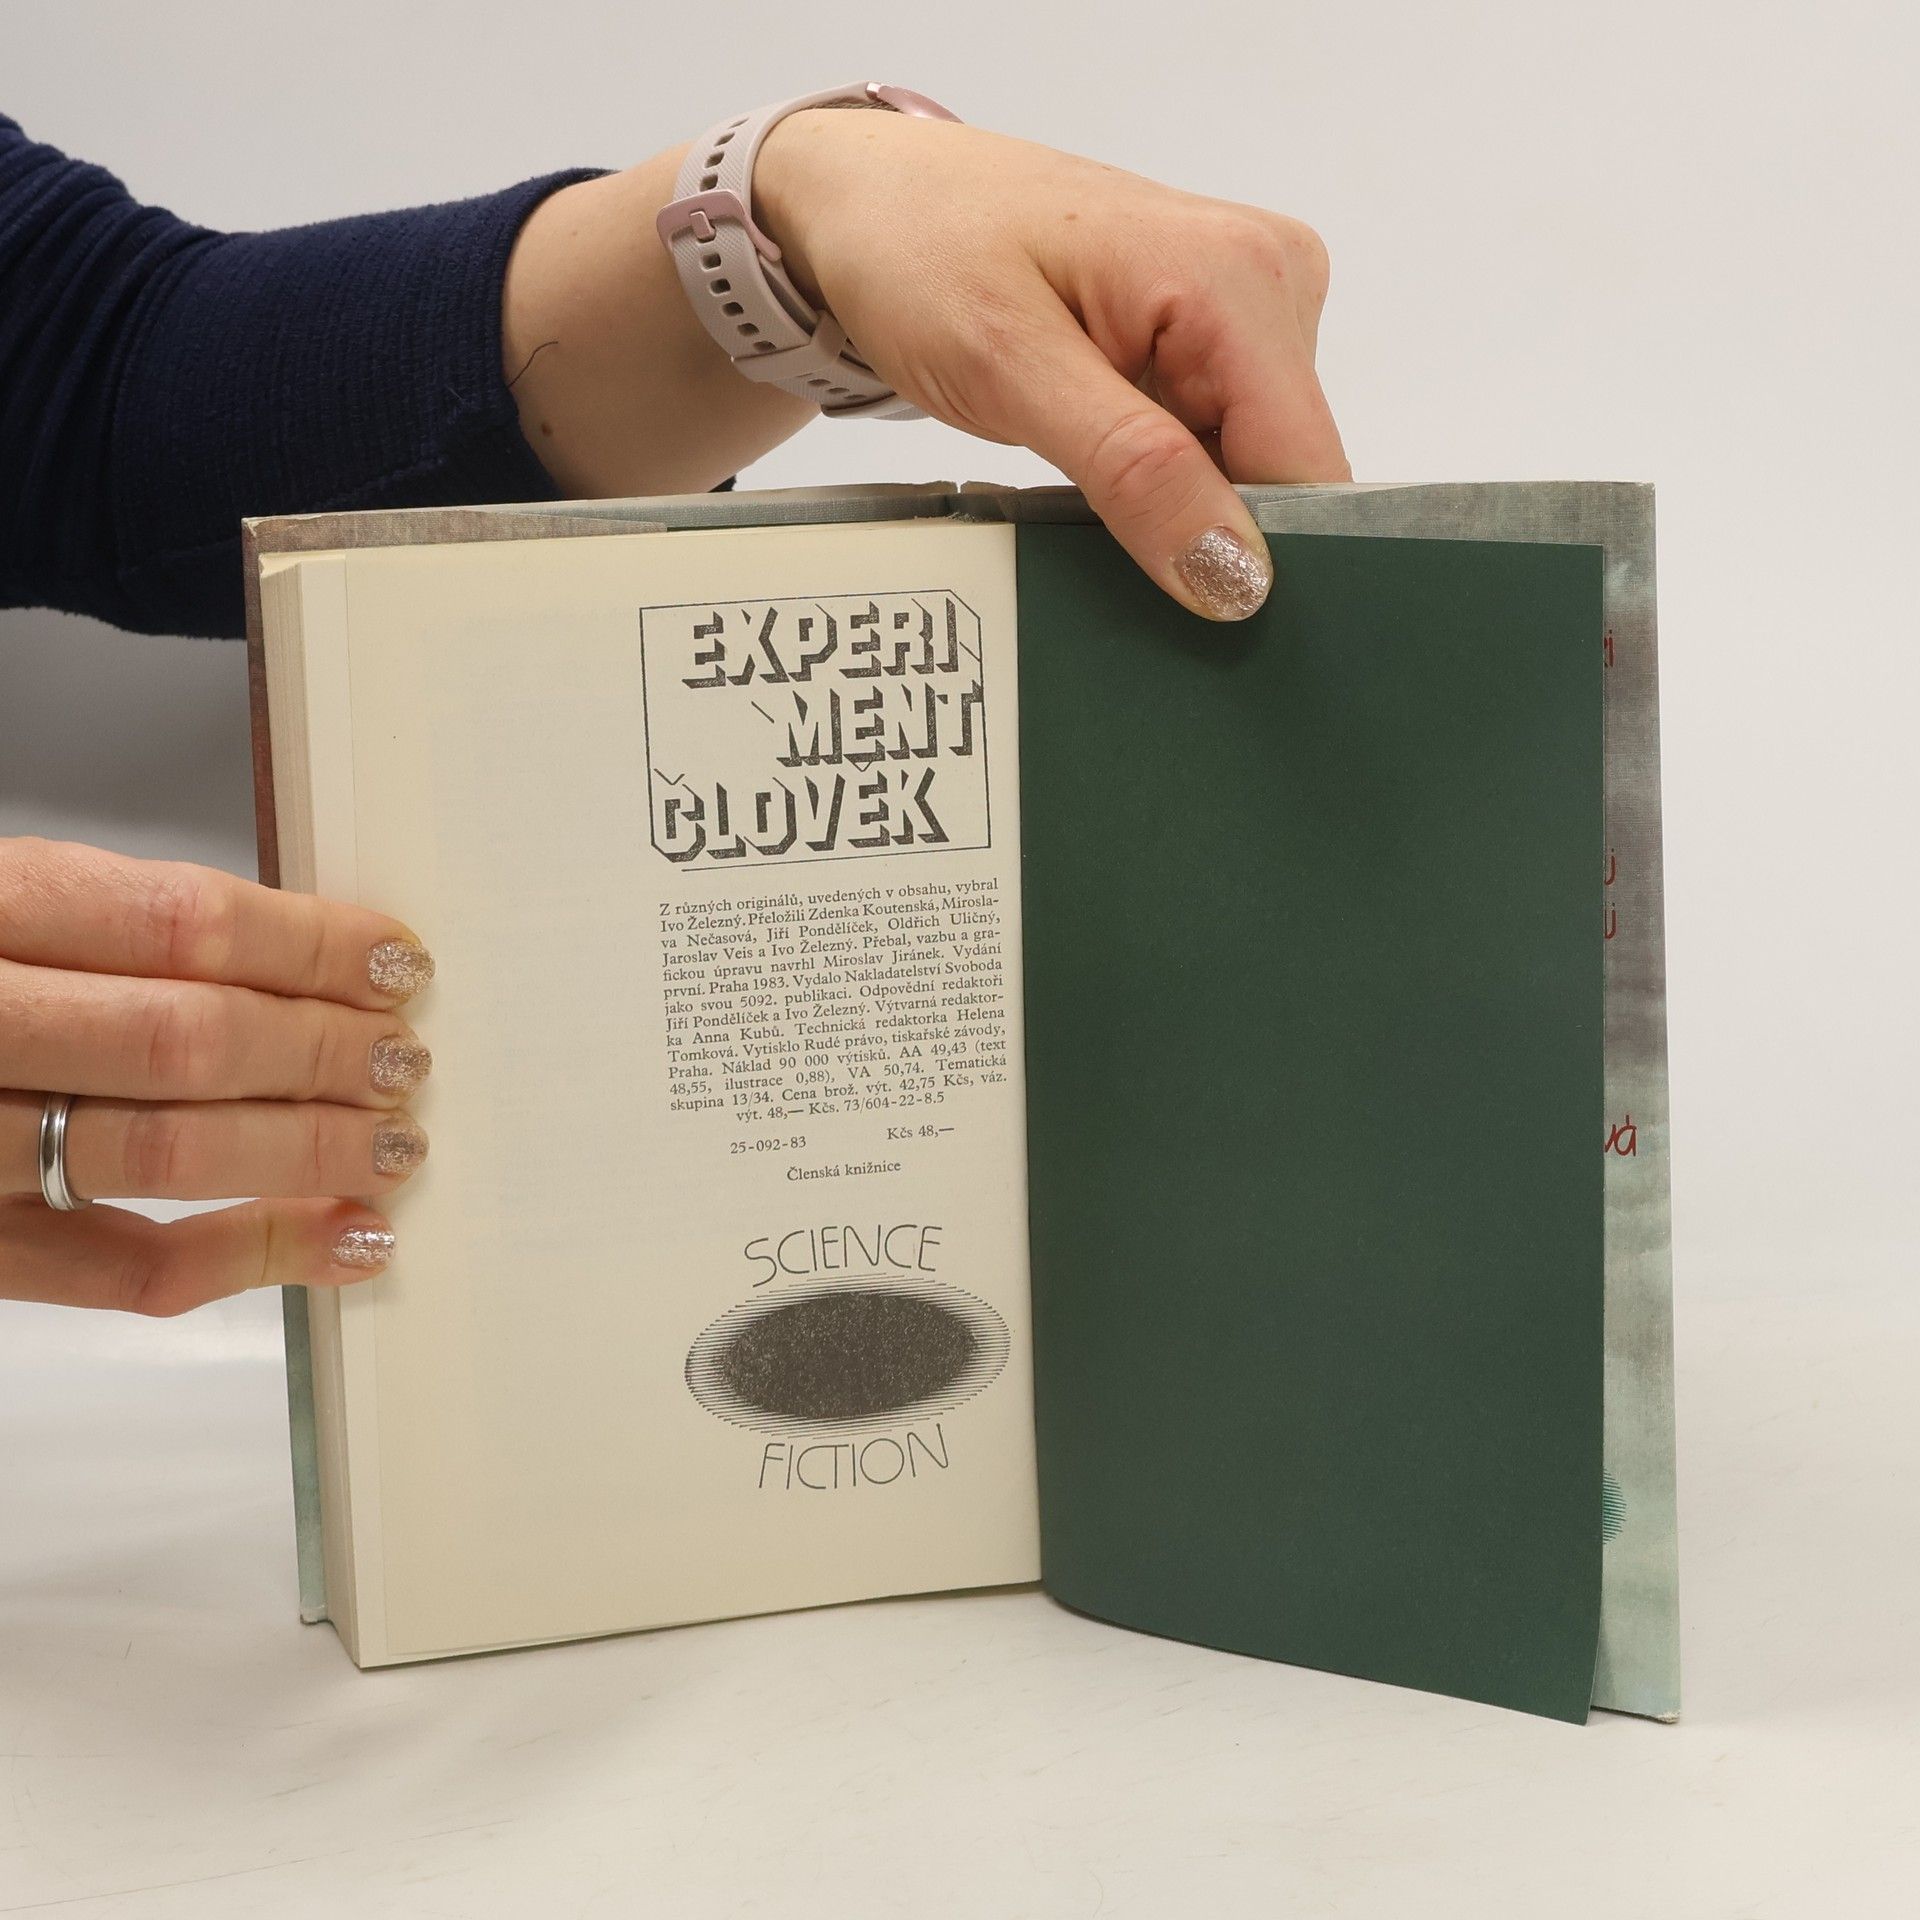 EXPERI
MENT
ČLOVĚK
Z různých originálů, uvedených v obsahu, vybral
Ivo Železný. Přeložili Zdenka Koutenská, Mirosla-
va Nečasová, Jiří Pondělíček, Oldřich Uličný,
Jaroslav Veis a Ivo Železný. Přebal, vazbu a gra-
fickou úpravu navrhl Miroslav Jiránek. Vydání
první. Praha 1983. Vydalo Nakladatelství Svoboda
jako svou 5092. publikaci. Odpovědní redaktoři
Jiří Pondělíček a Ivo Železný. Výtvarná redaktor-
ka Anna Kubů. Technická redaktorka Helena
Tomková. Vytisklo Rudé právo, tiskařské závody,
Praha. Náklad 90 000 výtisků. AA 49,43 (text
48,55, ilustrace 0,88), VA 50,74. Tematická
skupina 13/34. Cena brož. výt. 42,75 Kčs, váz.
výt. 48,— Kčs. 73/604-22-8.5
25-092-83 Kčs 48,—
Členská knižnice
SCIENCE
FICTION